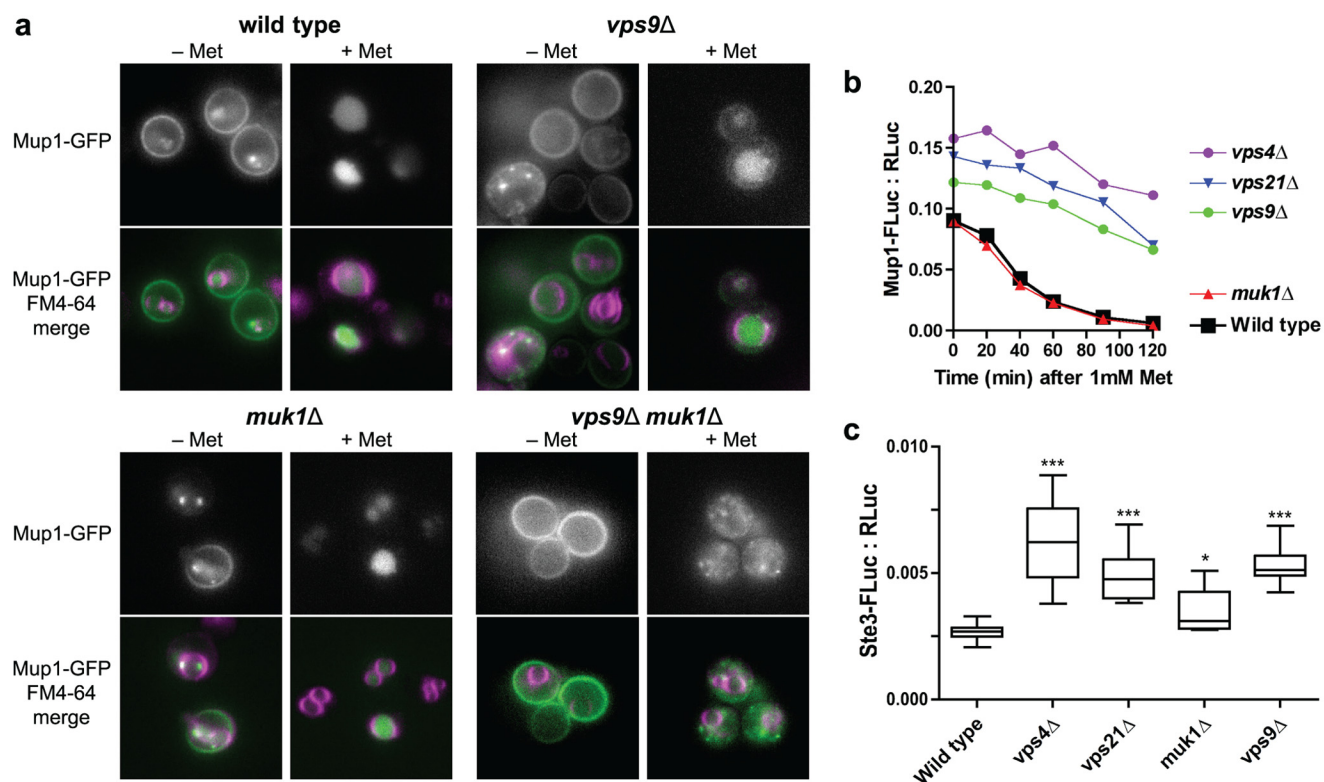 a
wild type
vps9Δ
– Met
+ Met
– Met
+ Met
Mup1-GFP
Mup1-GFP
FM4-64
merge
muk1Δ
vps9Δ muk1Δ
– Met
+ Met
– Met
+ Met
Mup1-GFP
Mup1-GFP
FM4-64
merge
b
Mup1-FLuc : RLuc
0.20
0.15
0.10
0.05
0.00
0 20 40 60 80 100 120
Time (min) after 1mM Met
vps4Δ
vps21Δ
vps9Δ
muk1Δ
Wild type
c
Ste3-FLuc : RLuc
0.010
0.005
0.000
***
***
*
***
Wild type
vps4Δ
vps21Δ
muk1Δ
vps9Δ